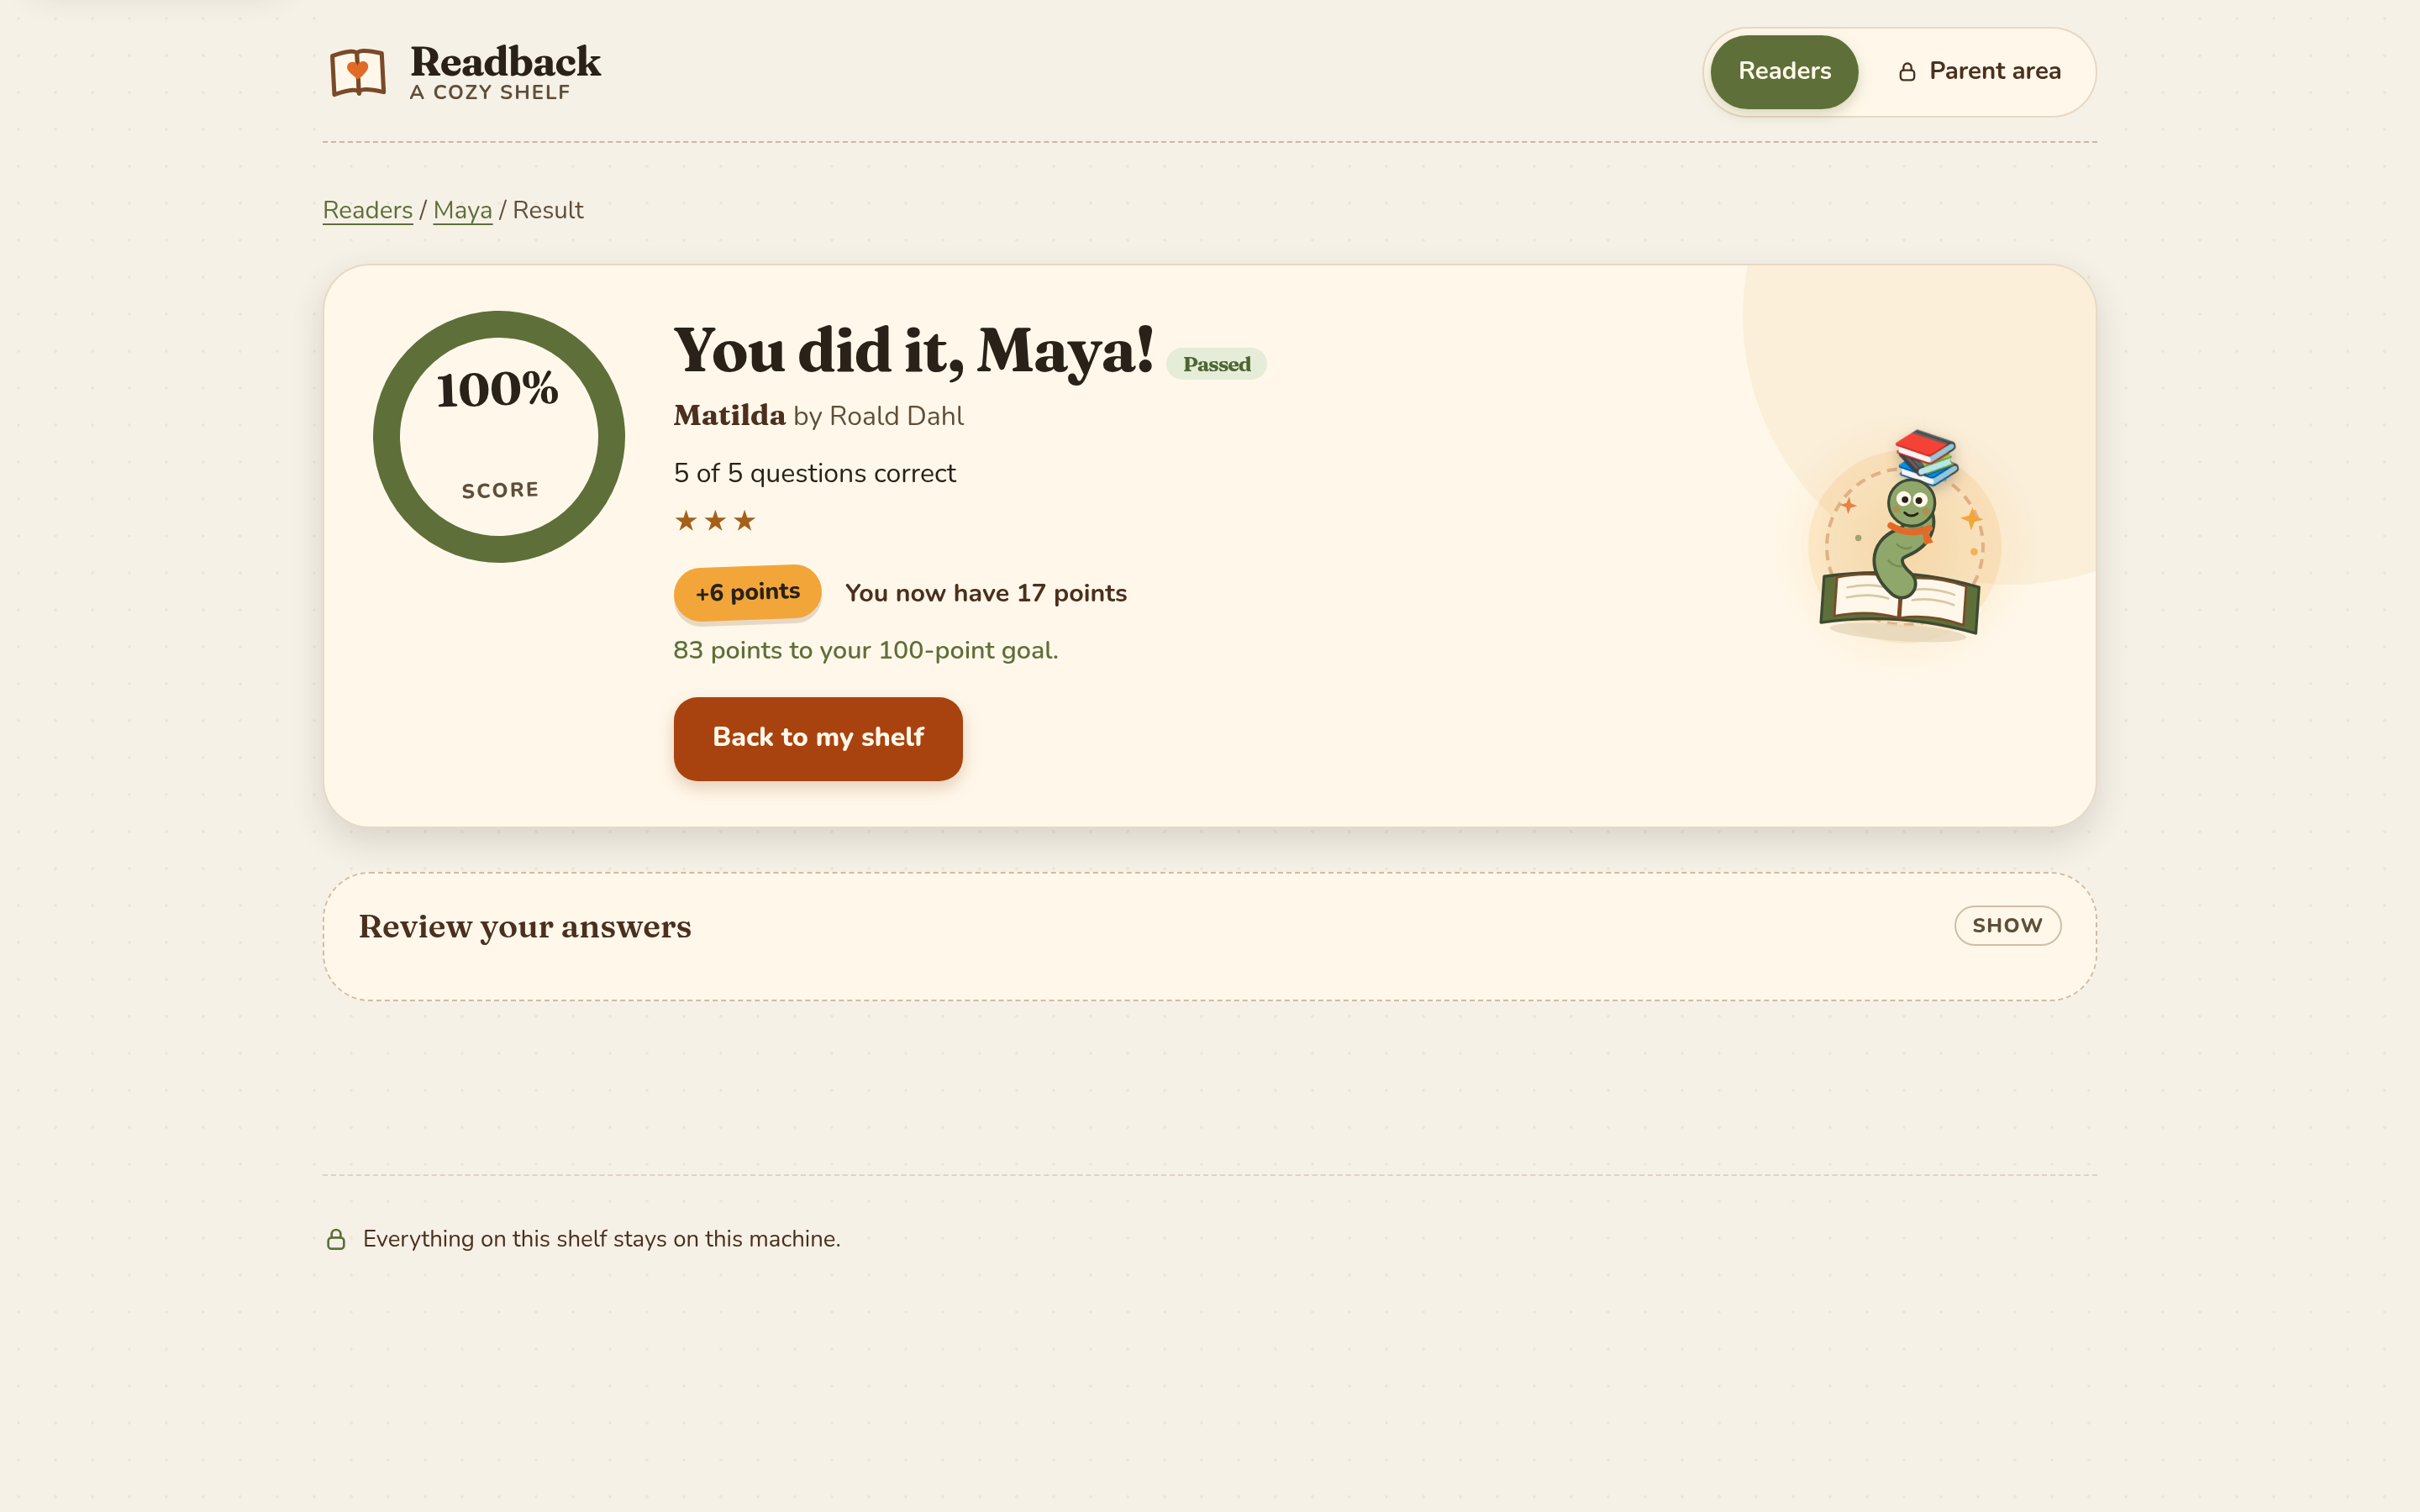 Readback
A COZY SHELF
Readers
Parent area
Readers / Maya / Result
100%
SCORE
You did it, Maya! Passed
Matilda by Roald Dahl
5 of 5 questions correct
★★★
+6 points You now have 17 points
83 points to your 100-point goal.
Back to my shelf
Review your answers
SHOW
Everything on this shelf stays on this machine.